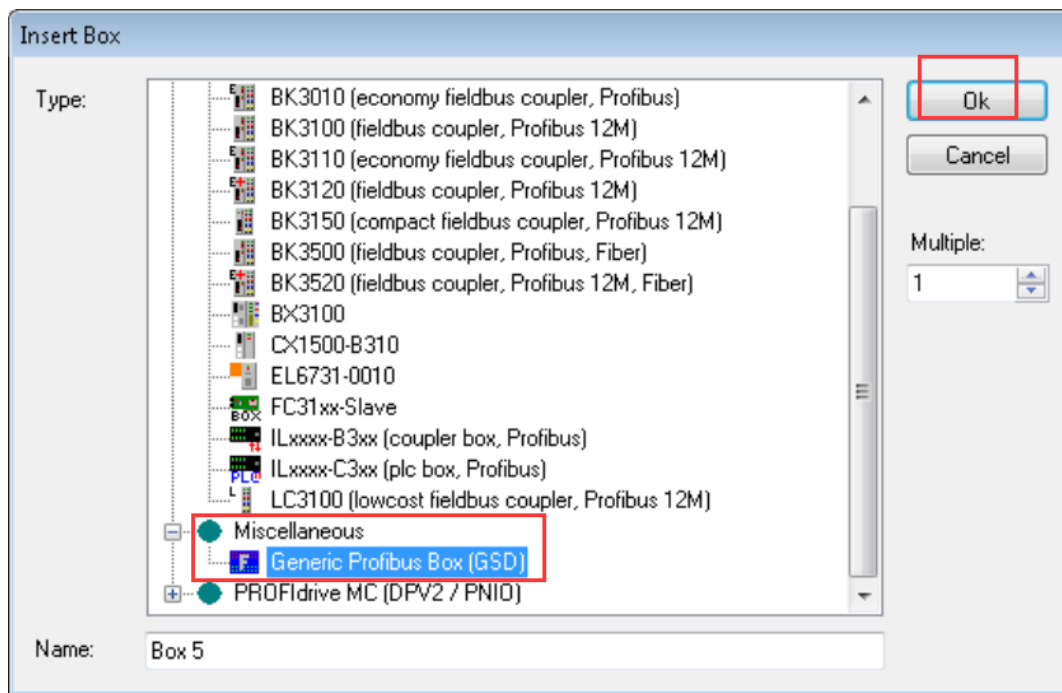 Insert Box
Type:
BK3010 (economy fieldbus coupler, Profibus)
Ok
BK3100 (fieldbus coupler, Profibus 12M)
BK3110 (economy fieldbus coupler, Profibus 12M)
Cancel
BK3120 (fieldbus coupler, Profibus 12M)
BK3150 (compact fieldbus coupler, Profibus 12M)
BK3500 (fieldbus coupler, Profibus, Fiber)
Multiple:
BK3520 (fieldbus coupler, Profibus 12M, Fiber)
1
BX3100
CX1500-B310
EL6731-0010
FC31xx-Slave
ILxxxx-B3xx (coupler box, Profibus)
ILxxxx-C3xx (plc box, Profibus)
LC3100 (lowcost fieldbus coupler, Profibus 12M)
Miscellaneous
Generic Profibus Box (GSD)
PROFIdrive MC (DPV2 / PNIO)
Name:
Box 5